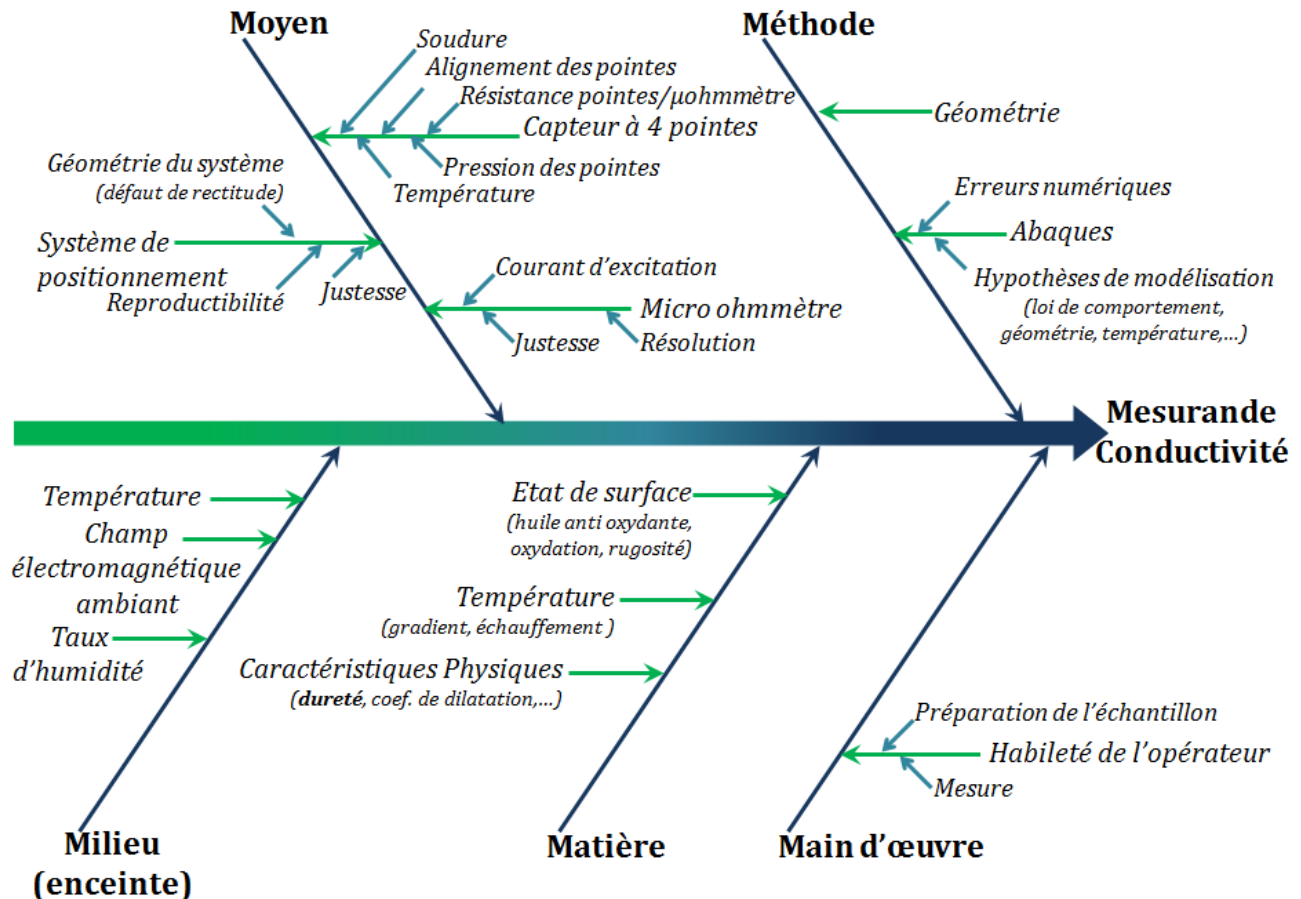 Moyen
Soudure
Alignement des pointes
Résistance pointes/µohmmètre
Capteur à 4 pointes
Pression des pointes
Température
Géométrie du système
(défaut de rectitude)
Système de
positionnement
Reproductibilité
Justesse
Courant d'excitation
Micro ohmmètre
Justesse
Résolution
Méthode
Géométrie
Erreurs numériques
Abaques
Hypothèses de modélisation
(loi de comportement,
géométrie, température,...)
Mesurande
Conductivité
Température
Champ
électromagnétique
ambiant
Taux
d'humidité
Milieu
(enceinte)
Etat de surface
(huile anti oxydante,
oxydation, rugosité)
Température
(gradient, échauffement )
Caractéristiques Physiques
(dureté, coef. de dilatation,...)
Matière
Préparation de l'échantillon
Habileté de l'opérateur
Mesure
Main d'œuvre